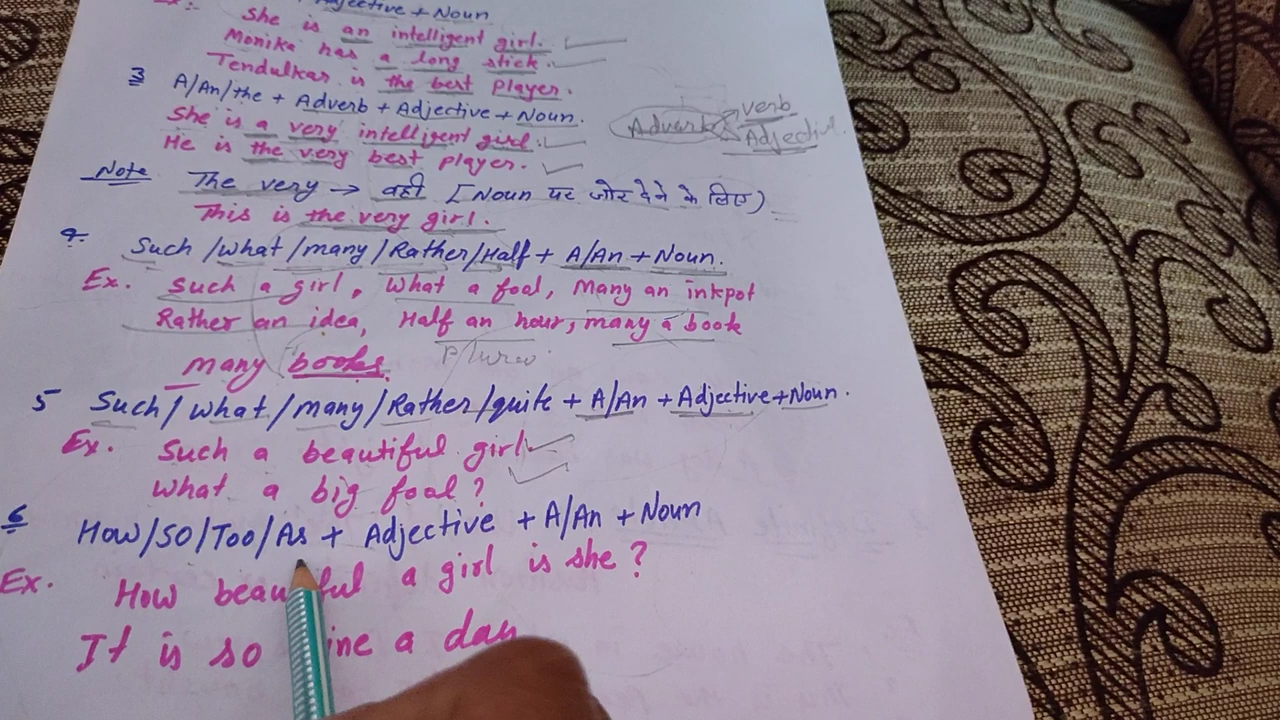 Ex: Adjective + Noun
She is an intelligent girl.
Monika has a long stick.
Tendulkar is the best player.
3 A/An/the + Adverb + Adjective + Noun.
She is a very intelligent girl.
He is the very best player.
Adverb verb
Adjective.
Note The very → वही [Noun पर जोर देने के लिए)
This is the very girl.
4 Such/what/many/Rather/Half + A/An + Noun.
Ex. Such a girl, What a foal, Many an inkpot
Rather an idea, Half an hour, many a book
many books
5 Such/what/many/Rather/quite + A/An + Adjective + Noun.
Ex. Such a beautiful girl
What a big foal?
6 How/So/Too/As + Adjective + A/An + Noun
Ex. How beautiful a girl is she?
It is so ine a day